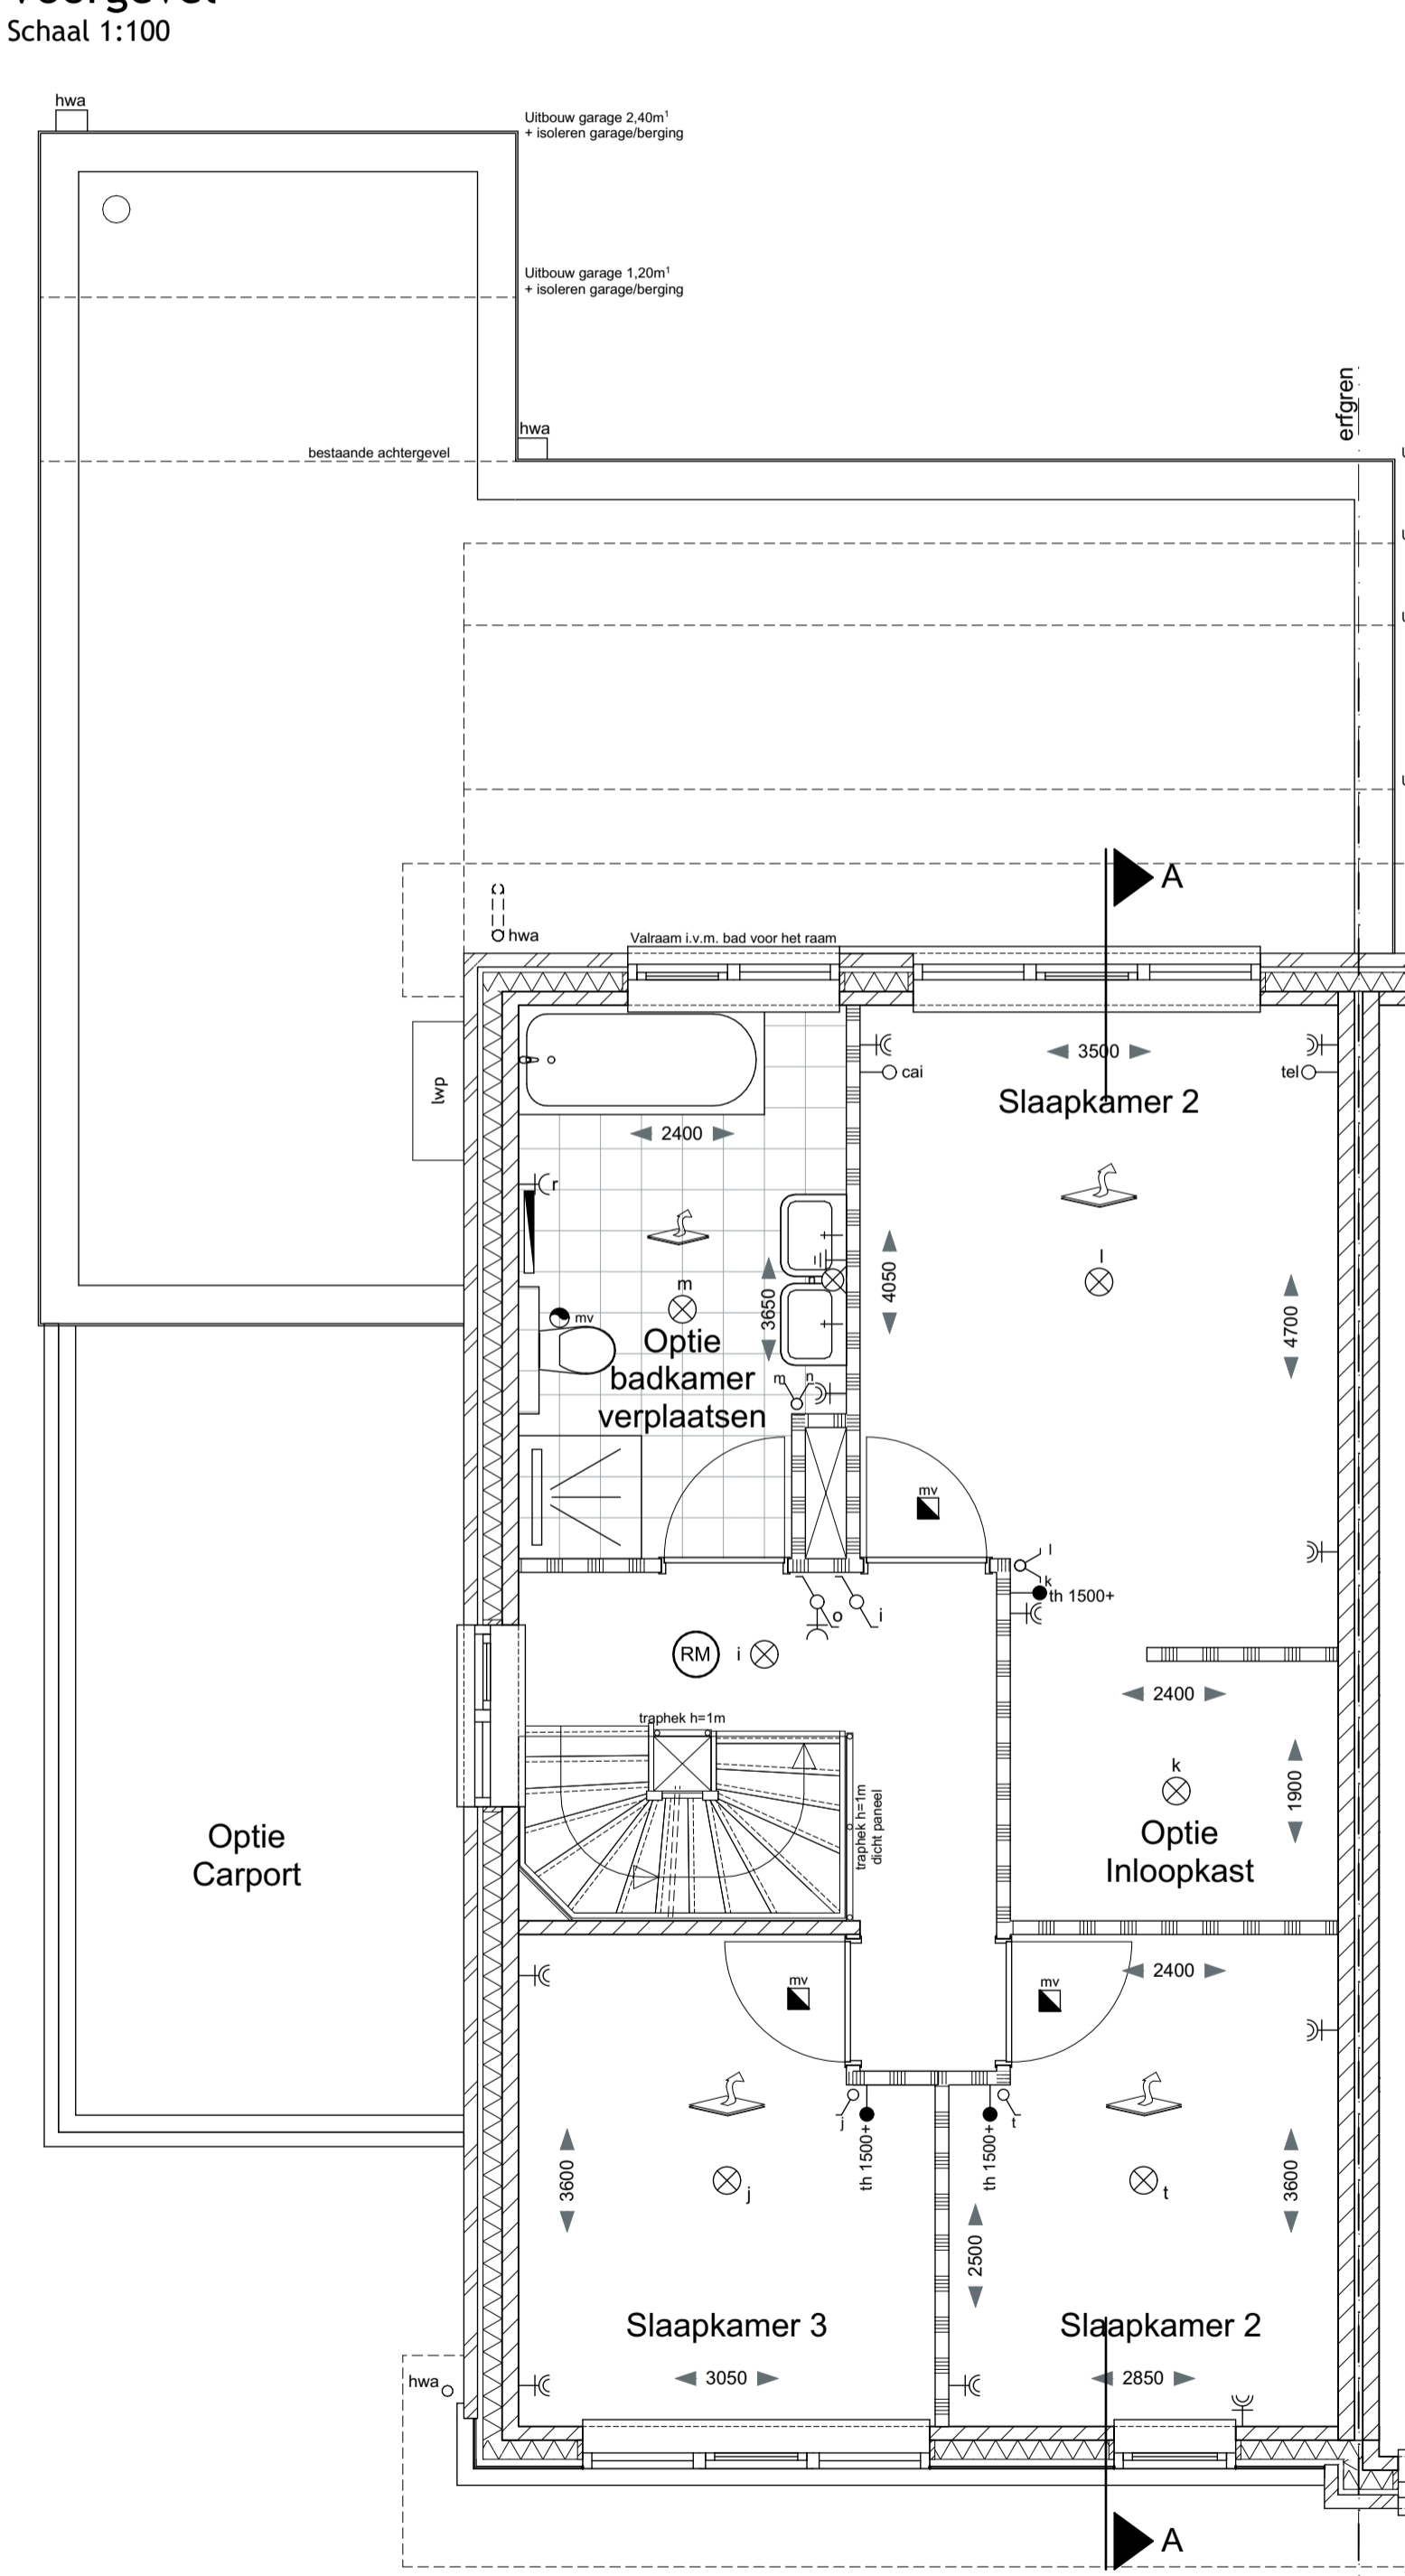 Voorgevel
Schaal 1:100
hwa
Uitbouw garage 2,40m¹
+ isoleren garage/berging
Uitbouw garage 1,20m¹
+ isoleren garage/berging
erfgren
hwa
bestaande achtergevel
A
hwa
Valraam i.v.m. bad voor het raam
3500
cai
tel
lwp
Slaapkamer 2
2400
r
m
l
n
3650
4050
4700
mv
Optie
badkamer
verplaatsen
m
n
mv
l
k
th 1500+
o
i
RM
i
2400
traphek h=1m
k
1900
traphek h=1m
dicht paneel
Optie
Carport
Optie
Inloopkast
2400
mv
mv
j
t
th 1500+
th 1500+
3600
j
t
3600
2500
Slaapkamer 3
Slaapkamer 2
3050
2850
hwa
A